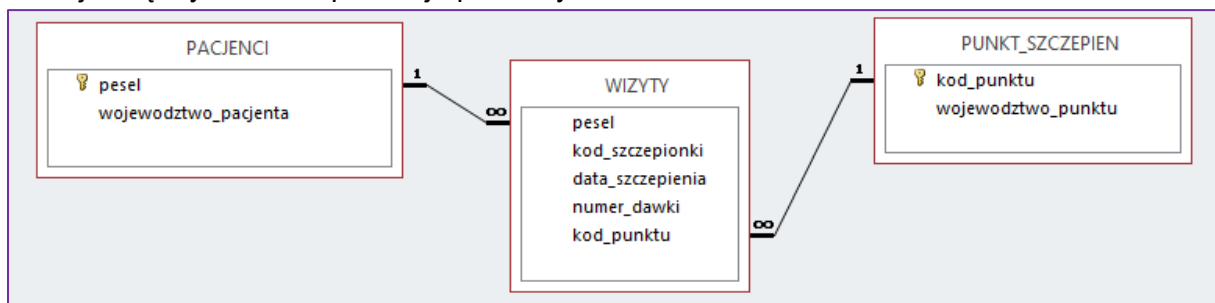 PACJENCI
pesel
wojewodztwo_pacjenta
1
∞
WIZYTY
pesel
kod_szczepionki
data_szczepienia
numer_dawki
kod_punktu
1
∞
PUNKT_SZCZEPIEN
kod_punktu
wojewodztwo_punktu